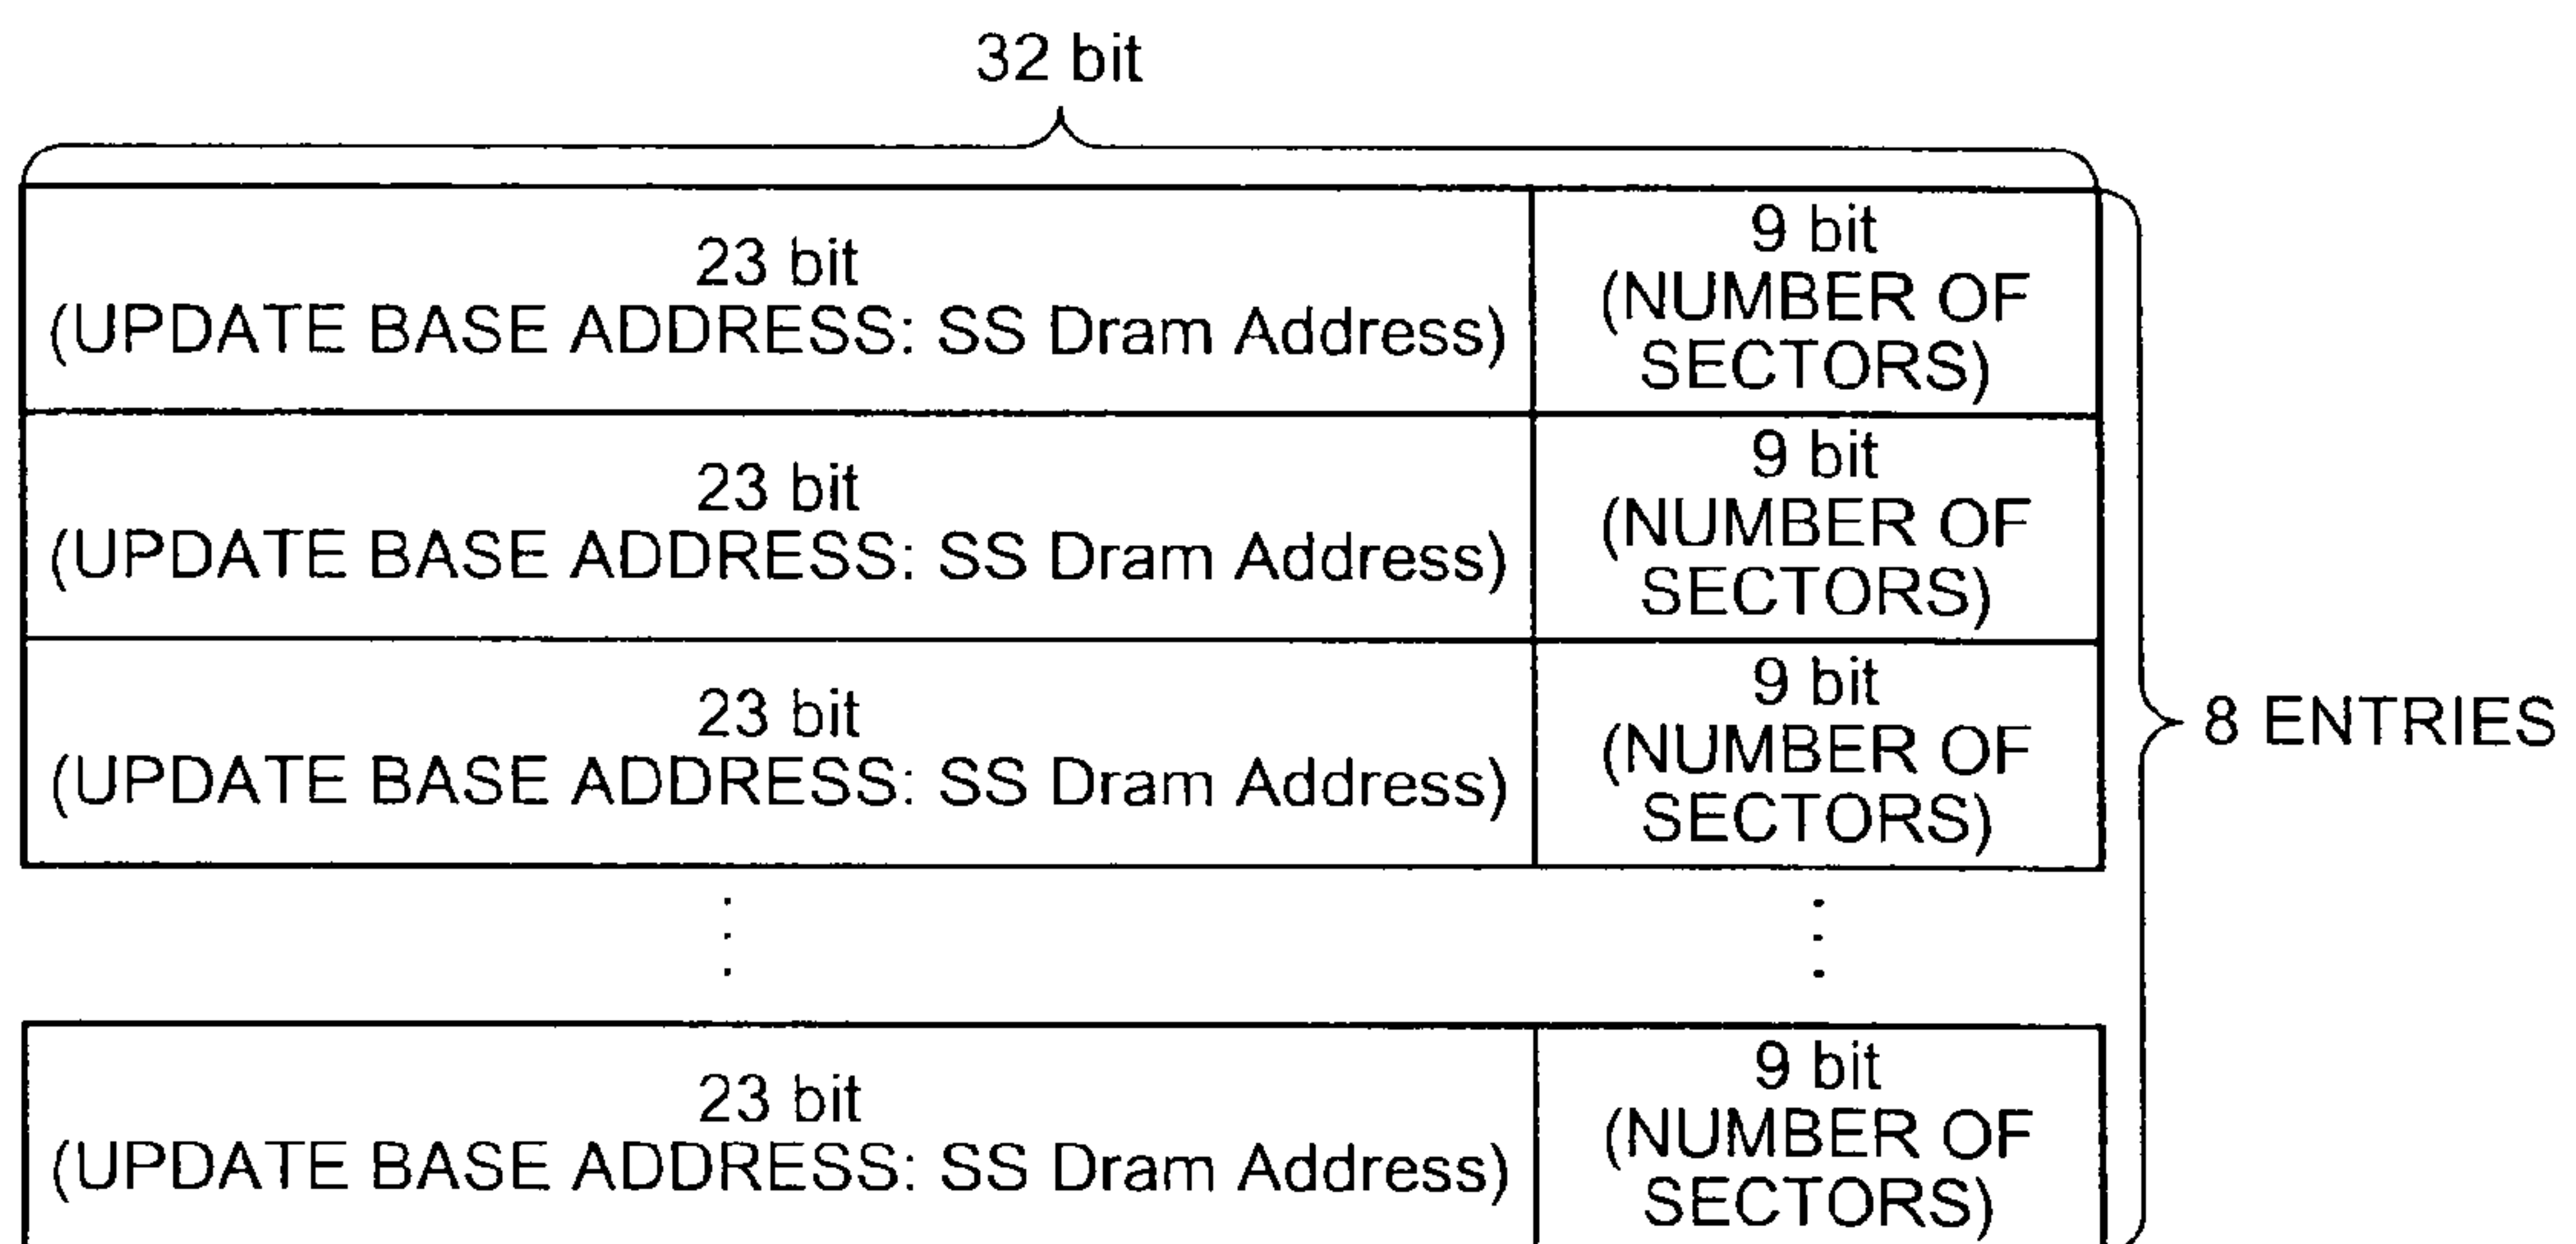 32 bit
23 bit
(UPDATE BASE ADDRESS: SS Dram Address)
9 bit
(NUMBER OF
SECTORS)
23 bit
(UPDATE BASE ADDRESS: SS Dram Address)
9 bit
(NUMBER OF
SECTORS)
23 bit
(UPDATE BASE ADDRESS: SS Dram Address)
9 bit
(NUMBER OF
SECTORS)
8 ENTRIES
23 bit
(UPDATE BASE ADDRESS: SS Dram Address)
9 bit
(NUMBER OF
SECTORS)